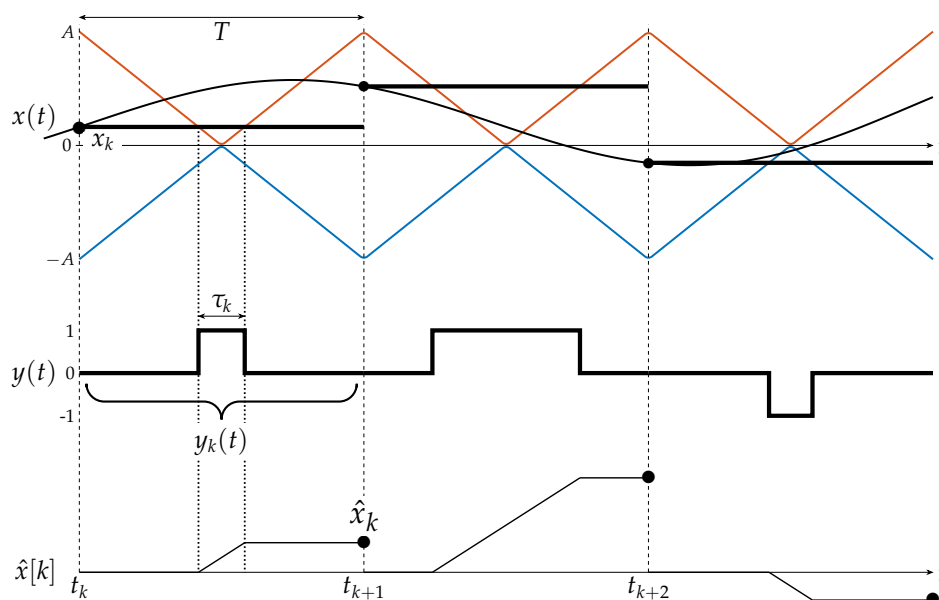 A
T
x(t)
x_k
0
−A
τ_k
1
y(t) 0
-1
y_k(t)
x̂_k
x̂[k]
t_k t_{k+1} t_{k+2}